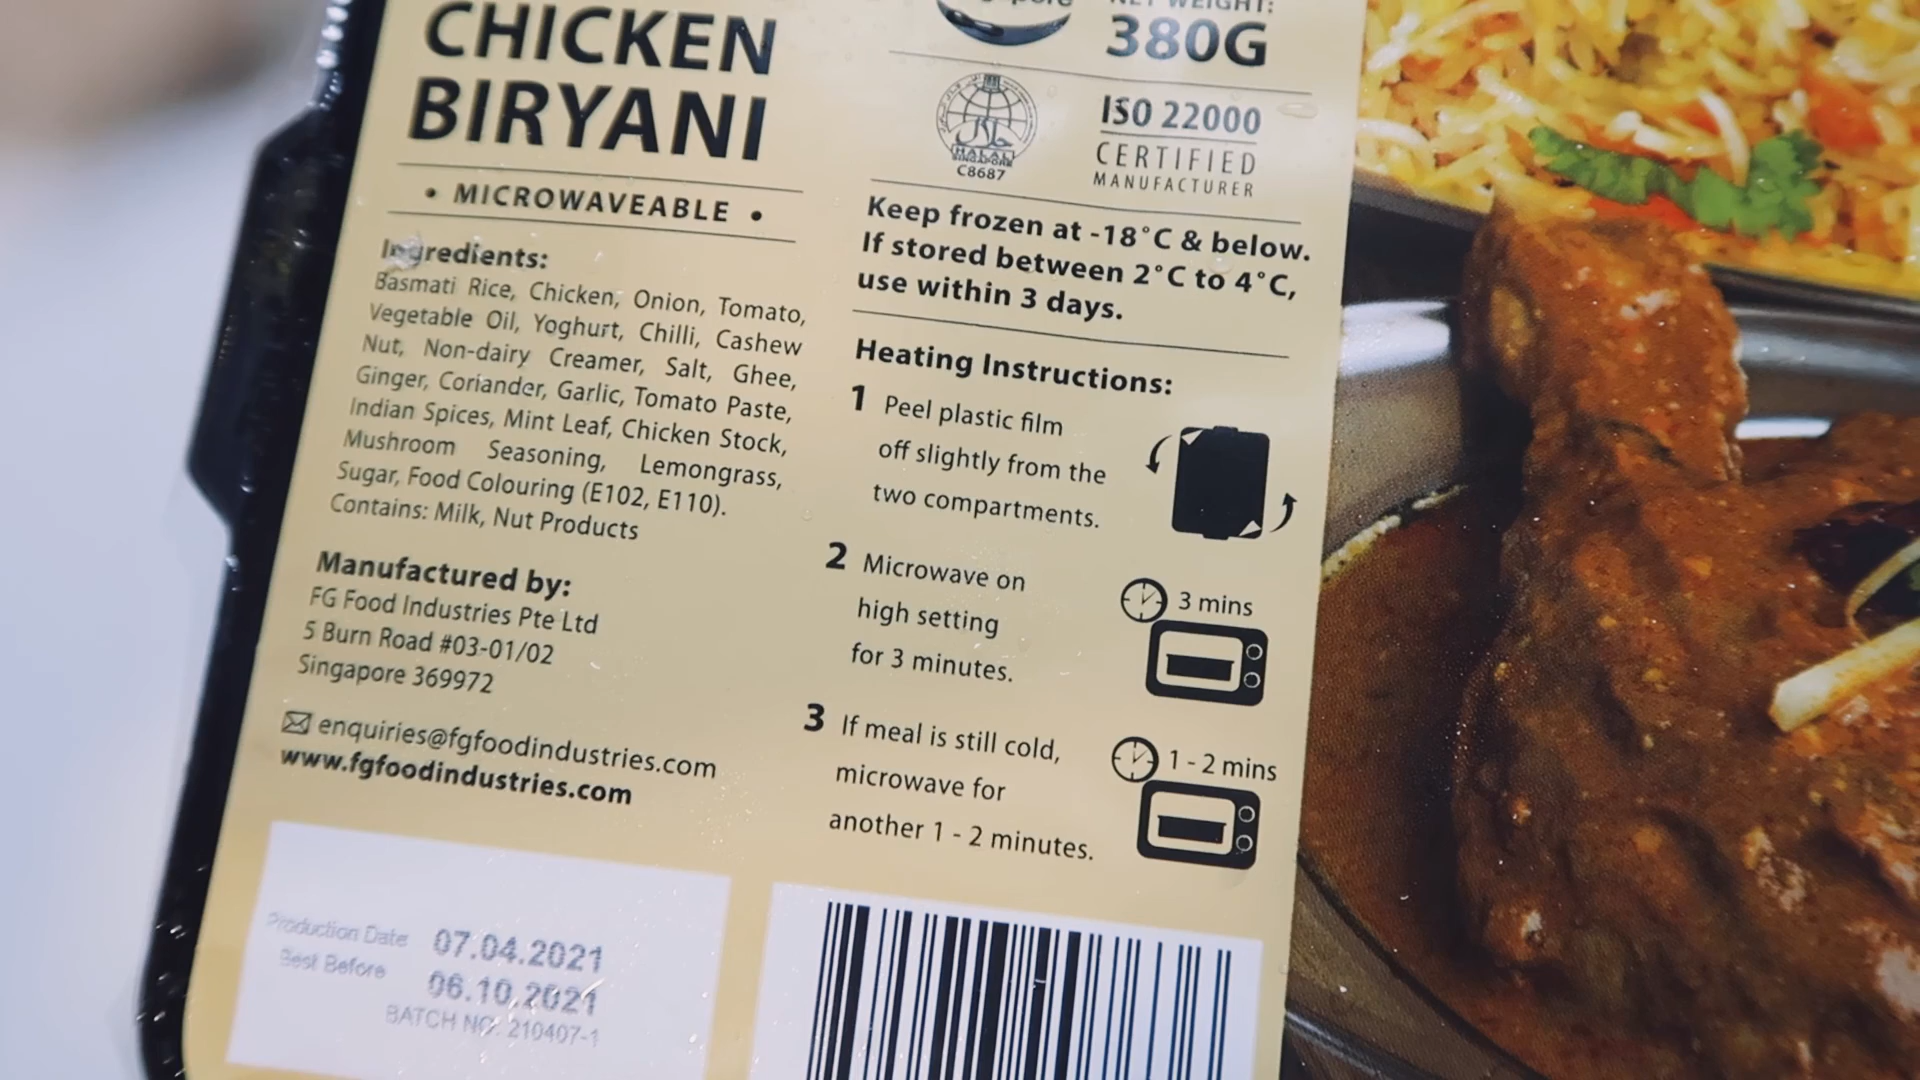 CHICKEN
BIRYANI
• MICROWAVEABLE •
Ingredients:
Basmati Rice, Chicken, Onion, Tomato,
Vegetable Oil, Yoghurt, Chilli, Cashew
Nut, Non-dairy Creamer, Salt, Ghee,
Ginger, Coriander, Garlic, Tomato Paste,
Indian Spices, Mint Leaf, Chicken Stock,
Mushroom Seasoning, Lemongrass,
Sugar, Food Colouring (E102, E110).
Contains: Milk, Nut Products
Manufactured by:
FG Food Industries Pte Ltd
5 Burn Road #03-01/02
Singapore 369972
enquiries@fgfoodindustries.com
www.fgfoodindustries.com
Production Date 07.04.2021
Best Before 06.10.2021
BATCH NO: 210407-1
NET WEIGHT:
380G
حلال
HALAL
SINGAPORE
C8687
ISO 22000
CERTIFIED
MANUFACTURER
Keep frozen at -18°C & below.
If stored between 2°C to 4°C,
use within 3 days.
Heating Instructions:
1 Peel plastic film
off slightly from the
two compartments.
2 Microwave on
high setting
for 3 minutes.
3 mins
3 If meal is still cold,
microwave for
another 1 - 2 minutes.
1 - 2 mins